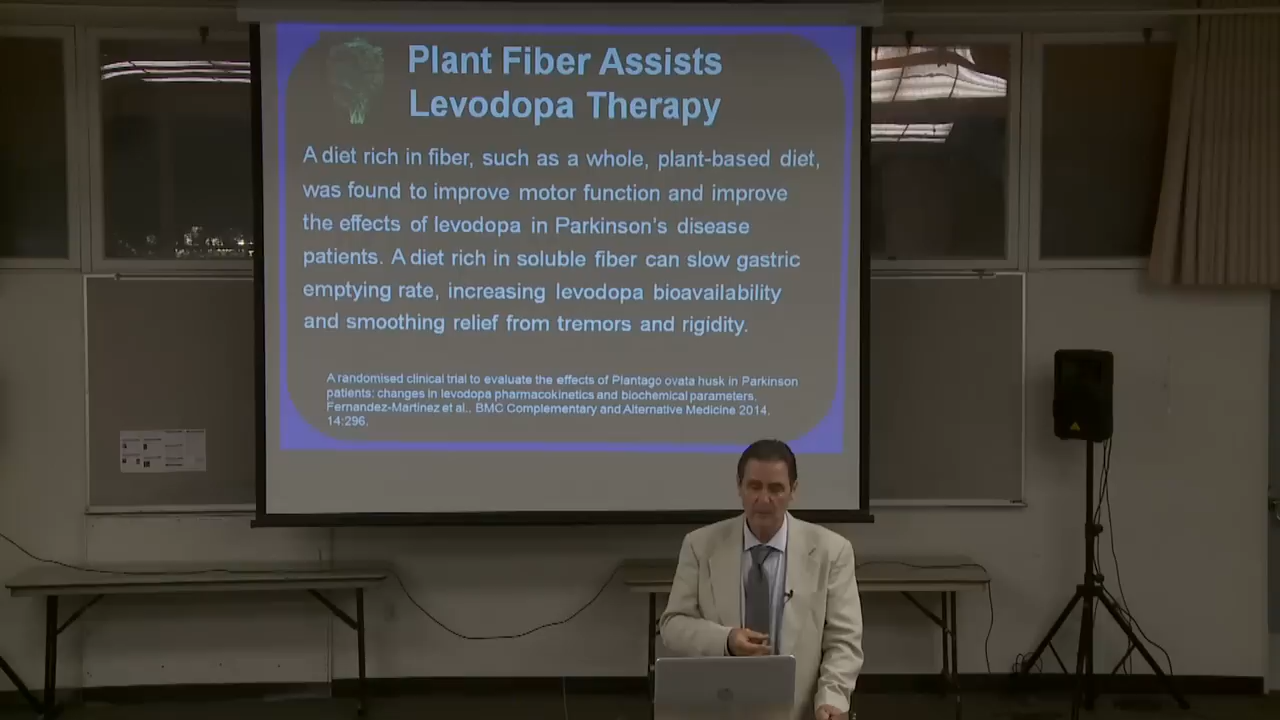 Plant Fiber Assists
Levodopa Therapy
A diet rich in fiber, such as a whole, plant-based diet,
was found to improve motor function and improve
the effects of levodopa in Parkinson's disease
patients. A diet rich in soluble fiber can slow gastric
emptying rate, increasing levodopa bioavailability
and smoothing relief from tremors and rigidity.
A randomised clinical trial to evaluate the effects of Plantago ovata husk in Parkinson
patients: changes in levodopa pharmacokinetics and biochemical parameters.
Fernandez-Martinez et al.. BMC Complementary and Alternative Medicine 2014,
14:296.